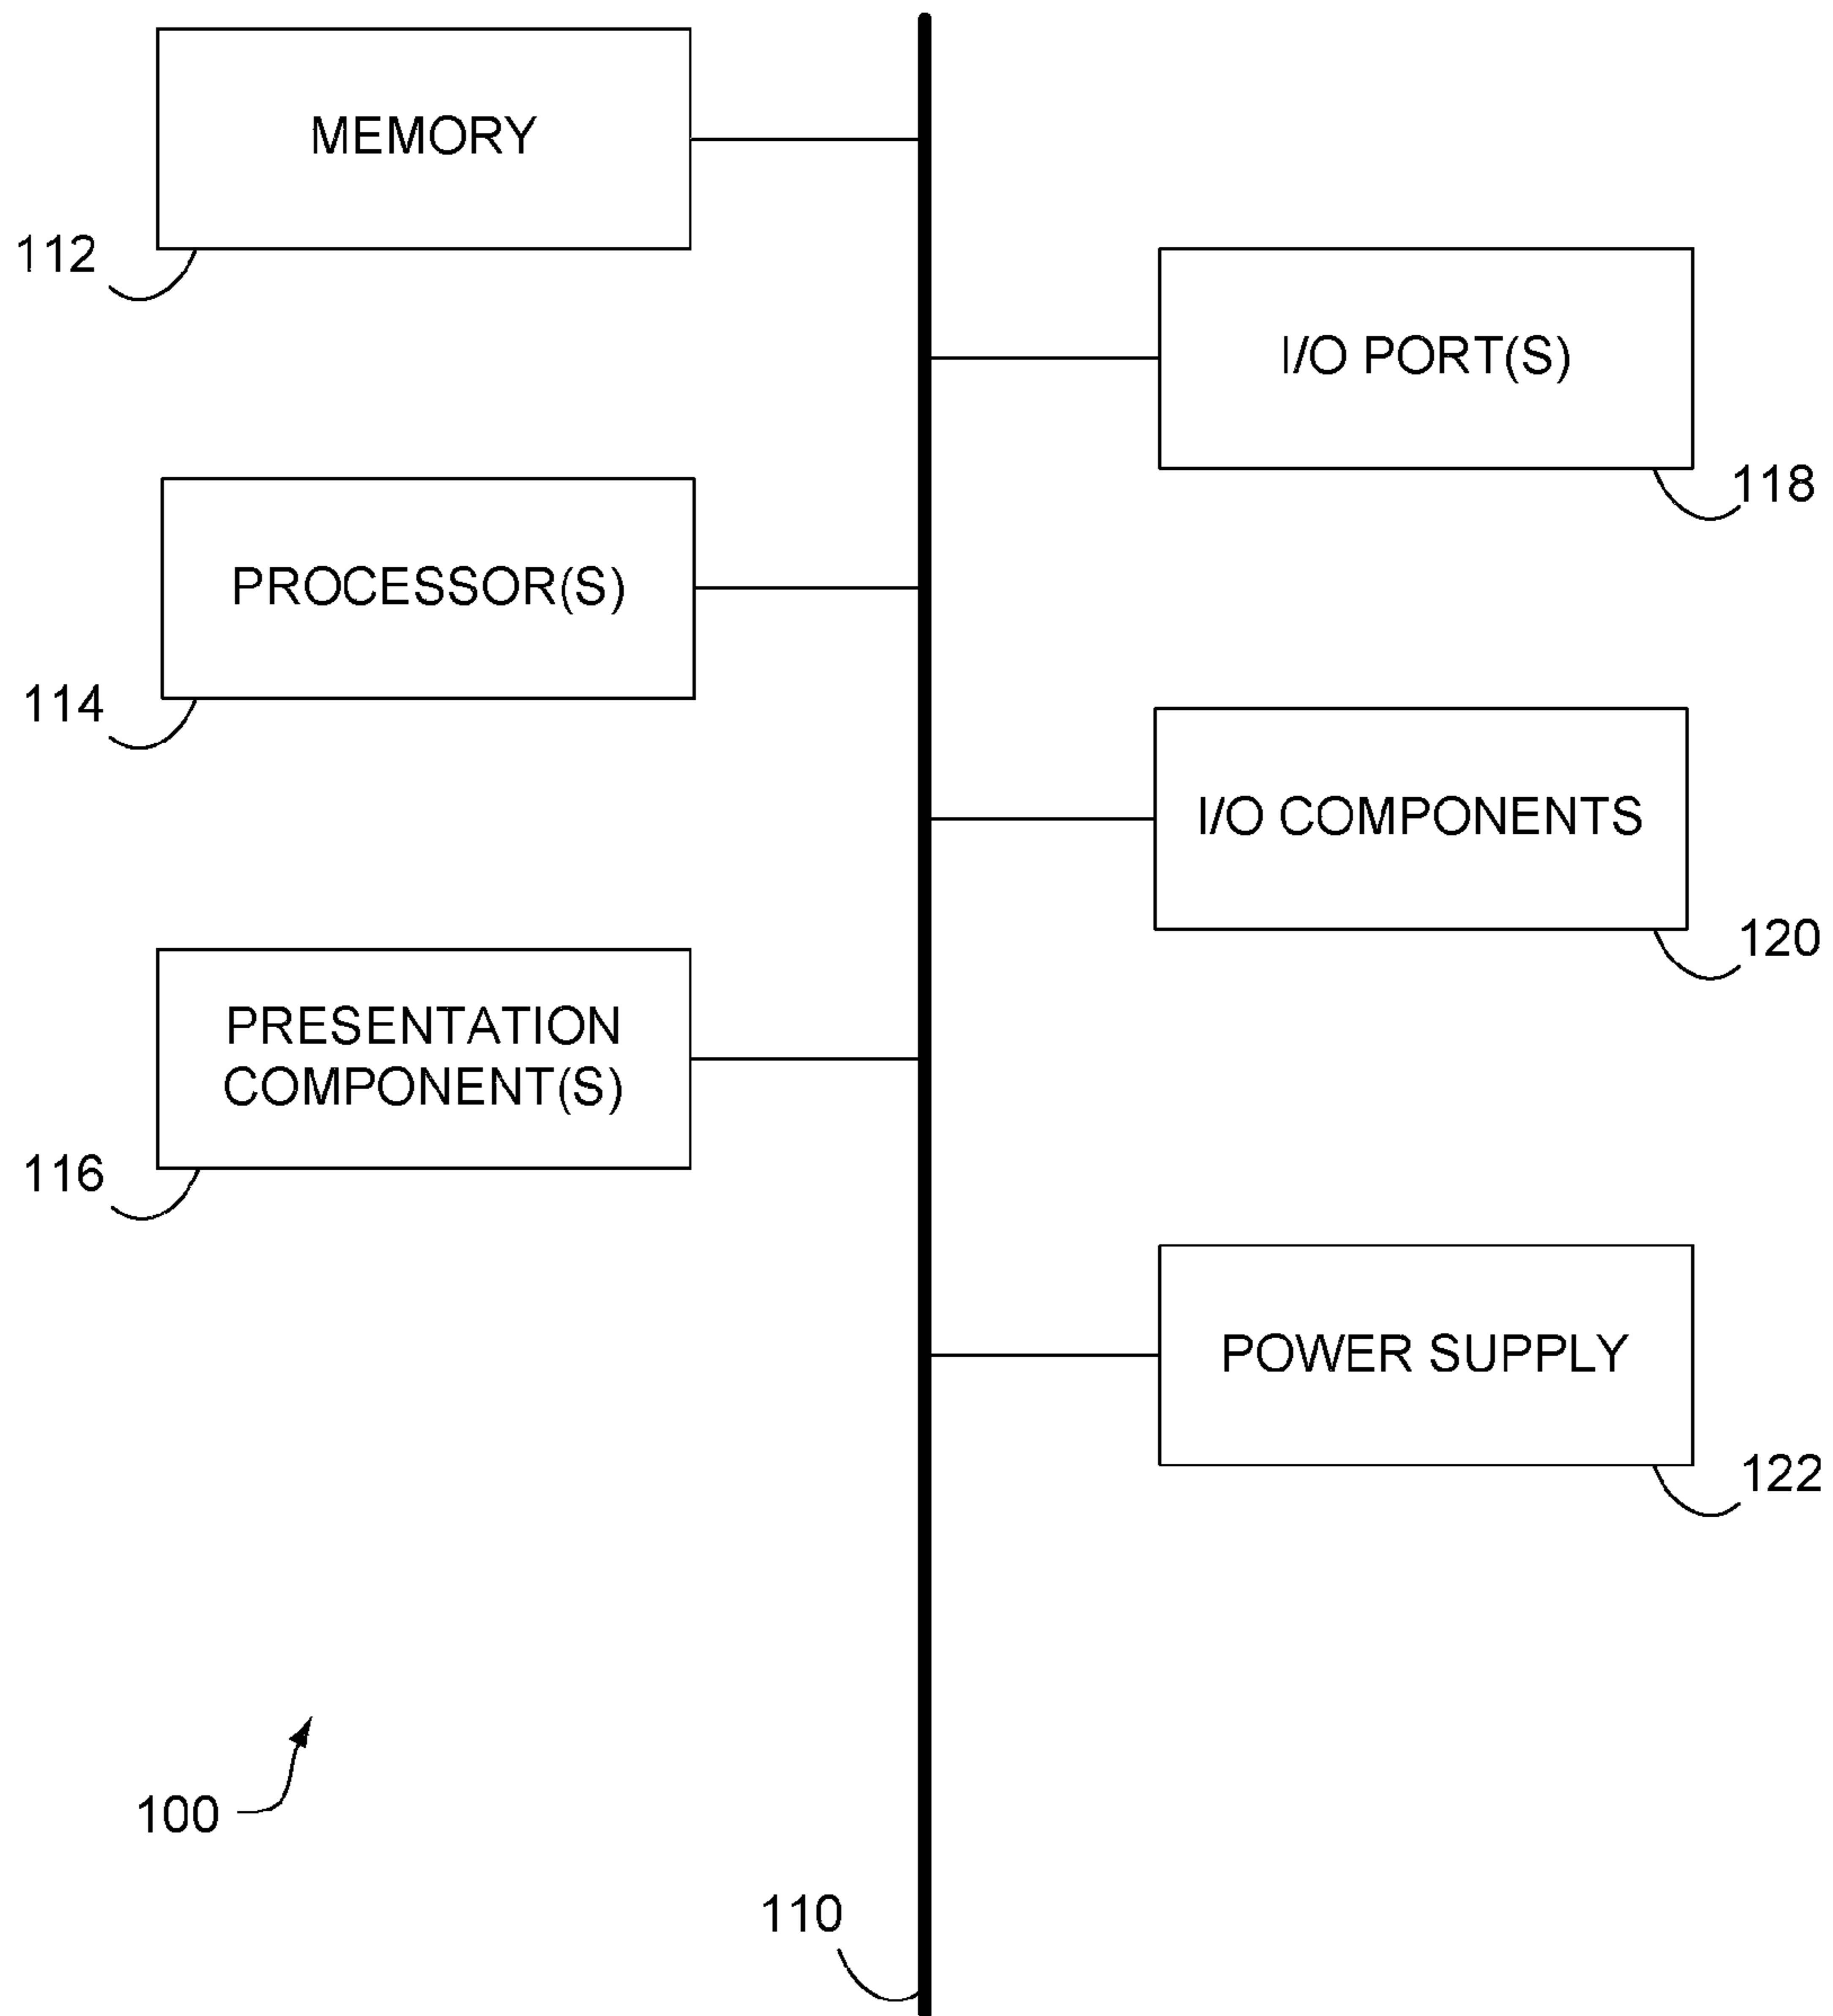 MEMORY
112
I/O PORT(S)
118
PROCESSOR(S)
114
I/O COMPONENTS
120
PRESENTATION
COMPONENT(S)
116
POWER SUPPLY
122
100
110